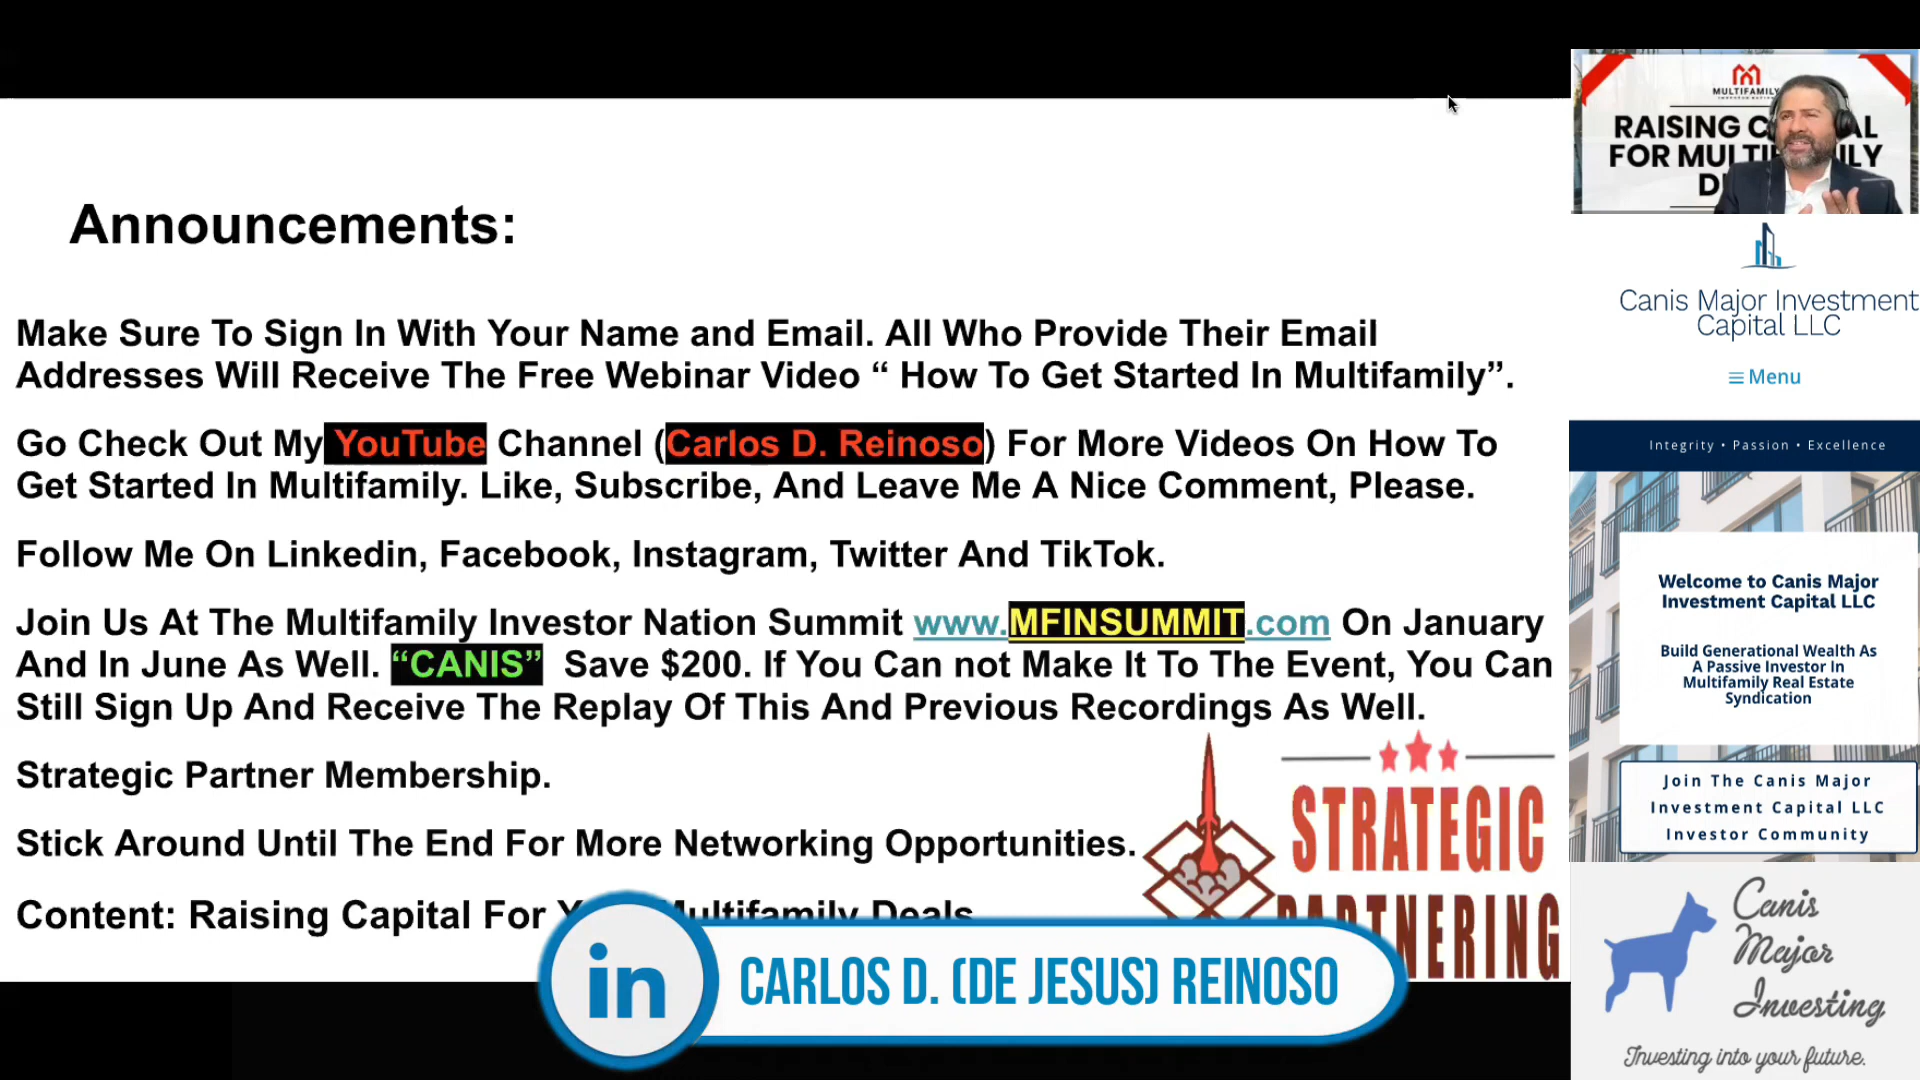 Announcements:
Make Sure To Sign In With Your Name and Email. All Who Provide Their Email
Addresses Will Receive The Free Webinar Video “ How To Get Started In Multifamily”.
Go Check Out My YouTube Channel (Carlos D. Reinoso) For More Videos On How To
Get Started In Multifamily. Like, Subscribe, And Leave Me A Nice Comment, Please.
Follow Me On Linkedin, Facebook, Instagram, Twitter And TikTok.
Join Us At The Multifamily Investor Nation Summit www.MFINSUMMIT.com On January
And In June As Well. “CANIS” Save $200. If You Can not Make It To The Event, You Can
Still Sign Up And Receive The Replay Of This And Previous Recordings As Well.
Strategic Partner Membership.
Stick Around Until The End For More Networking Opportunities.
Content: Raising Capital For Multifamily Deals
STRATEGIC
PARTNERING
in
CARLOS D. (DE JESUS) REINOSO
MULTIFAMILY
RAISING
FOR
Canis Major Investment
Capital LLC
Menu
Integrity • Passion • Excellence
Welcome to Canis Major
Investment Capital LLC
Build Generational Wealth As
A Passive Investor In
Multifamily Real Estate
Syndication
Join The Canis Major
Investment Capital LLC
Investor Community
Canis
Major
Investing
Investing into your future.